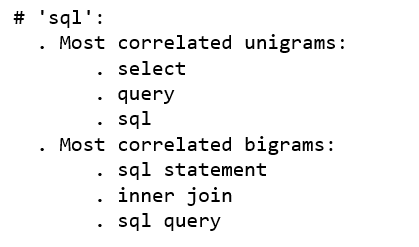 # 'sql':
. Most correlated unigrams:
. select
. query
. sql
. Most correlated bigrams:
. sql statement
. inner join
. sql query